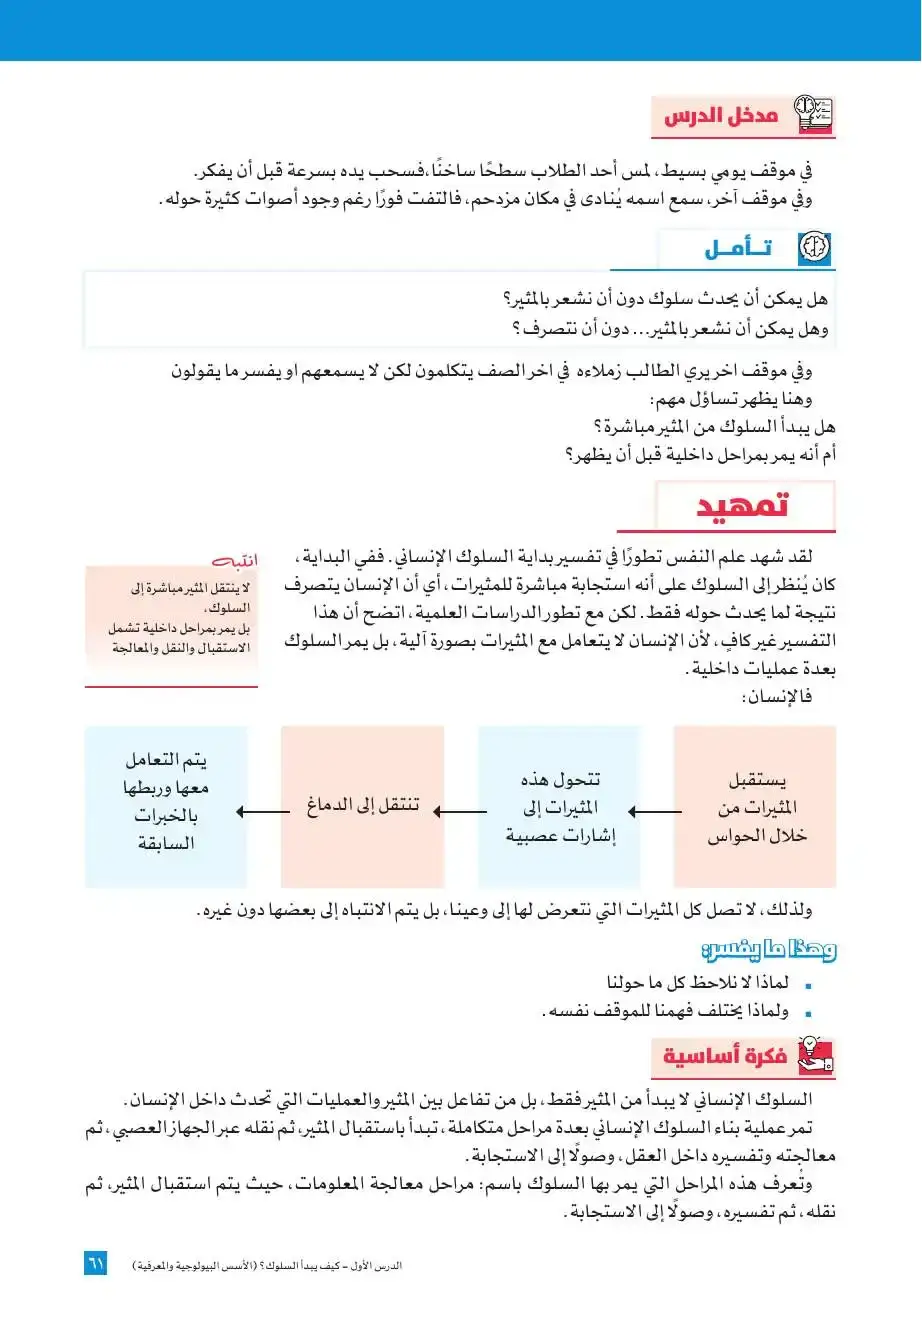 مدخل الدرس
في موقف يومي بسيط، لمس أحد الطلاب سطحًا ساخنًا،فسحب يده بسرعة قبل أن يفكر.
وفي موقف آخر، سمع اسمه يُنادى في مكان مزدحم، فالتفت فورًا رغم وجود أصوات كثيرة حوله.
تــأمــل
هل يمكن أن يحدث سلوك دون أن نشعر بالمثير؟
وهل يمكن أن نشعر بالمثير... دون أن نتصرف؟
وفي موقف اخر يري الطالب زملاءه في اخر الصف يتكلمون لكن لا يسمعهم او يفسر ما يقولون
وهنا يظهر تساؤل مهم:
هل يبدأ السلوك من المثير مباشرة؟
أم أنه يمر بمراحل داخلية قبل أن يظهر؟
تمهيد
لقد شهد علم النفس تطورًا في تفسير بداية السلوك الإنساني. ففي البداية،
كان يُنظر إلى السلوك على أنه استجابة مباشرة للمثيرات، أي أن الإنسان يتصرف
نتيجة لما يحدث حوله فقط. لكن مع تطور الدراسات العلمية، اتضح أن هذا
التفسير غير كافٍ، لأن الإنسان لا يتعامل مع المثيرات بصورة آلية، بل يمر السلوك
بعدة عمليات داخلية.
فالإنسان:
انتبه
لا ينتقل المثير مباشرة إلى
السلوك،
بل يمر بمراحل داخلية تشمل
الاستقبال والنقل والمعالجة
يستقبل
المثيرات من
خلال الحواس
تتحول هذه
المثيرات إلى
إشارات عصبية
تنتقل إلى الدماغ
يتم التعامل
معها وربطها
بالخبرات
السابقة
ولذلك، لا تصل كل المثيرات التي نتعرض لها إلى وعينا، بل يتم الانتباه إلى بعضها دون غيره.
وهذا ما يفسر:
▪ لماذا لا نلاحظ كل ما حولنا
▪ ولماذا يختلف فهمنا للموقف نفسه.
فكرة أساسية
السلوك الإنساني لا يبدأ من المثير فقط، بل من تفاعل بين المثير والعمليات التي تحدث داخل الإنسان.
تمر عملية بناء السلوك الإنساني بعدة مراحل متكاملة، تبدأ باستقبال المثير، ثم نقله عبر الجهاز العصبي، ثم
معالجته وتفسيره داخل العقل، وصولًا إلى الاستجابة.
وتُعرف هذه المراحل التي يمر بها السلوك باسم: مراحل معالجة المعلومات، حيث يتم استقبال المثير، ثم
نقله، ثم تفسيره، وصولًا إلى الاستجابة.
الدرس الأول - كيف يبدأ السلوك؟ (الأسس البيولوجية والمعرفية)
٦١